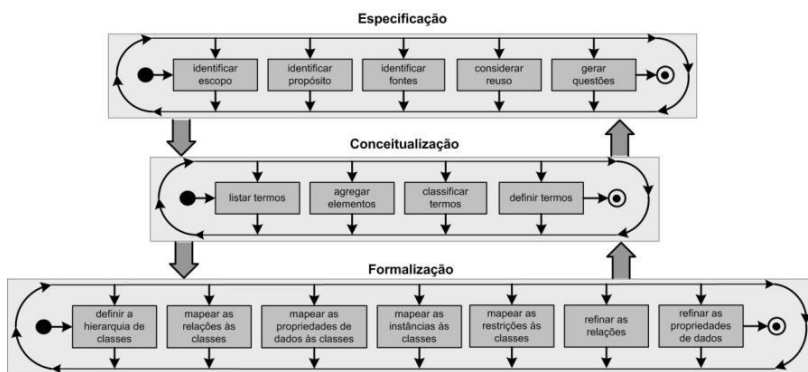 Especificação
identificar
escopo
identificar
propósito
identificar
fontes
considerar
reuso
gerar
questões
Conceitualização
listar termos
agregar
elementos
classificar
termos
definir termos
Formalização
definir a
hierarquia de
classes
mapear as
relações às
classes
mapear as
propriedades de
dados às classes
mapear as
instâncias às
classes
mapear as
restrições às
classes
refinar as
relações
refinar as
propriedades
de dados